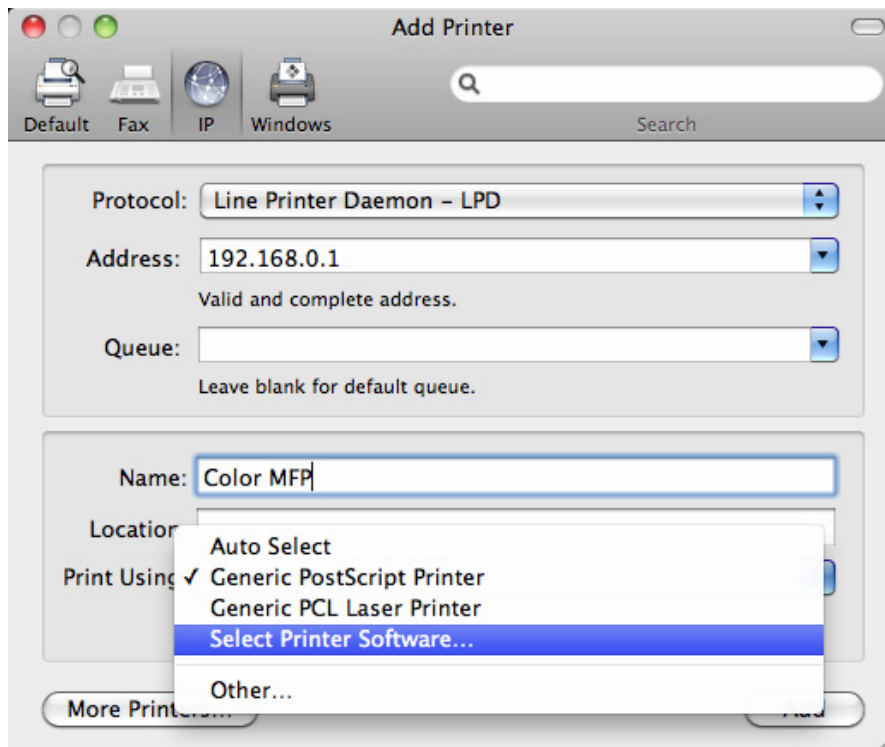 Add Printer
Default Fax IP Windows Search
Protocol: Line Printer Daemon – LPD
Address: 192.168.0.1
Valid and complete address.
Queue:
Leave blank for default queue.
Name: Color MFP
Location
Auto Select
Print Using ✓ Generic PostScript Printer
Generic PCL Laser Printer
Select Printer Software...
Other...
More Printers... Add